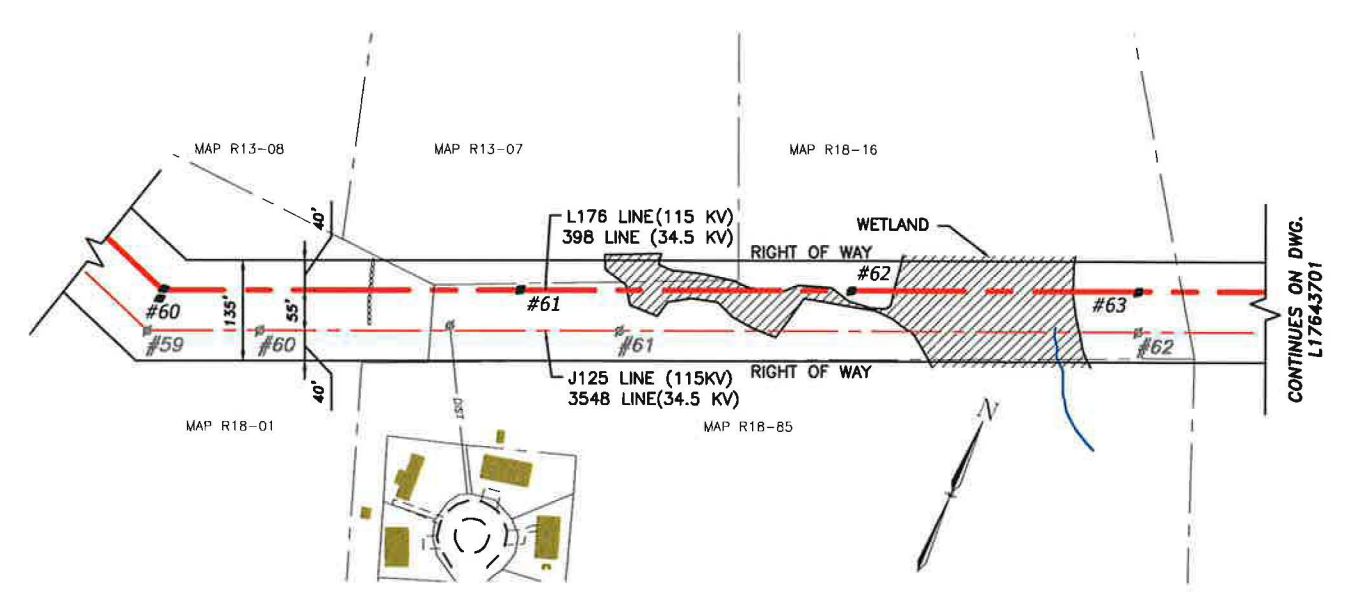 MAP R13-08
MAP R13-07
MAP R18-16
40'
L176 LINE(115 KV)
398 LINE (34.5 KV)
WETLAND
RIGHT OF WAY
#62
#60
#61
#63
135'
55'
#59
#60
#61
#62
40'
J125 LINE (115KV)
3548 LINE(34.5 KV)
RIGHT OF WAY
MAP R18-01
DIST
MAP R18-85
N
CONTINUES ON DWG.
L17643701